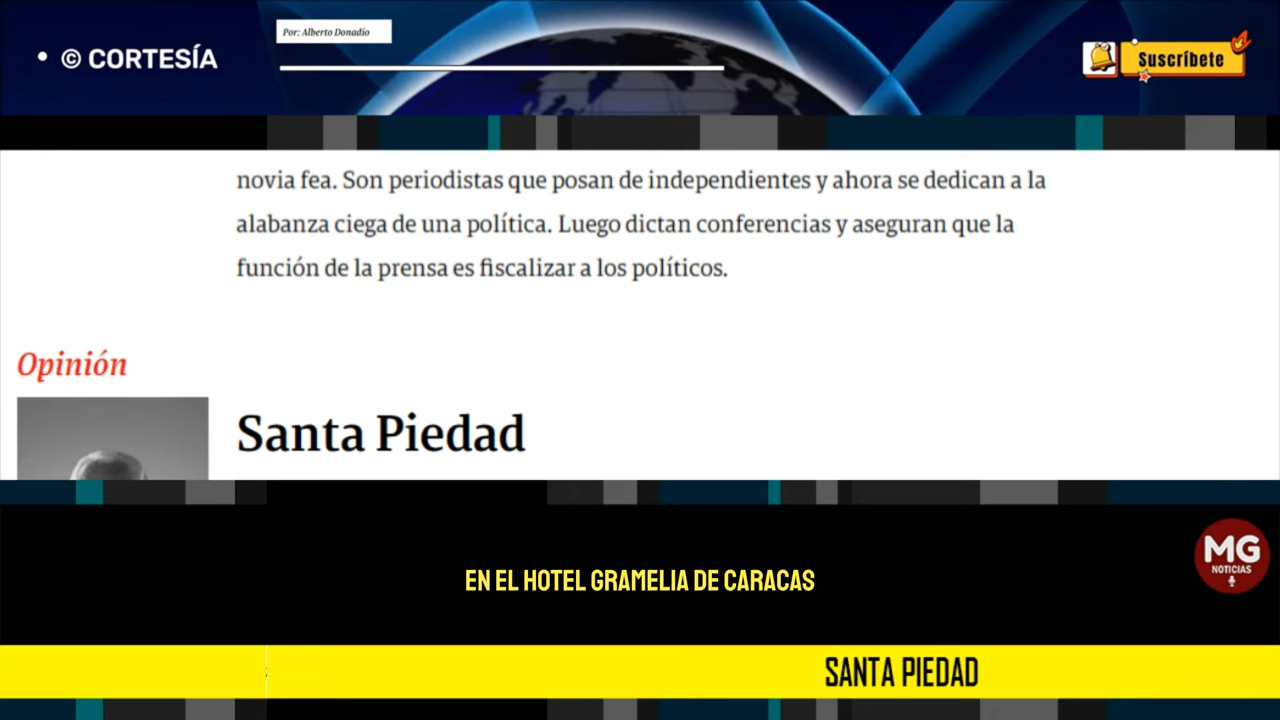 Por: Alberto Donadio
• © CORTESÍA
Suscríbete
novia fea. Son periodistas que posan de independientes y ahora se dedican a la
alabanza ciega de una política. Luego dictan conferencias y aseguran que la
función de la prensa es fiscalizar a los políticos.
Opinión
Santa Piedad
EN EL HOTEL GRAMELIA DE CARACAS
MG
NOTICIAS
SANTA PIEDAD